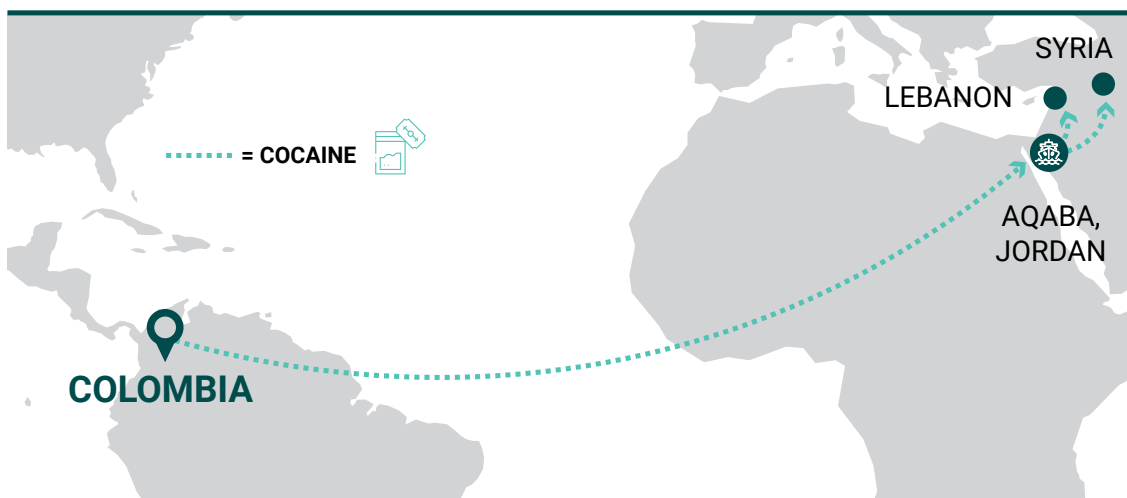 SYRIA
LEBANON
= COCAINE
AQABA,
JORDAN
COLOMBIA